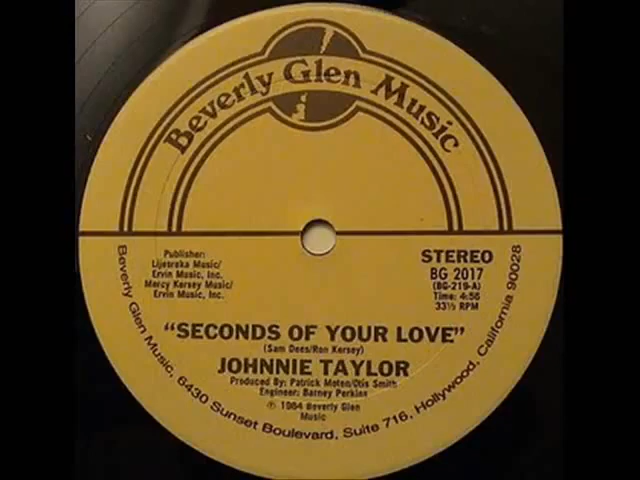 Beverly Glen Music
Publisher:
Lijesraka Music/
Ervin Music, Inc.
Mercy Kersey Music/
Ervin Music, Inc.
STEREO
BG 2017
(BG-219-A)
Time: 4:56
33⅓ RPM
"SECONDS OF YOUR LOVE"
(Sam Dees/Ron Kersey)
JOHNNIE TAYLOR
Produced By: Patrick Moten/Otis Smith
Engineer: Barney Perkins
℗ 1984 Beverly Glen
Music
Beverly Glen Music, 6430 Sunset Boulevard, Suite 716, Hollywood, California 90028